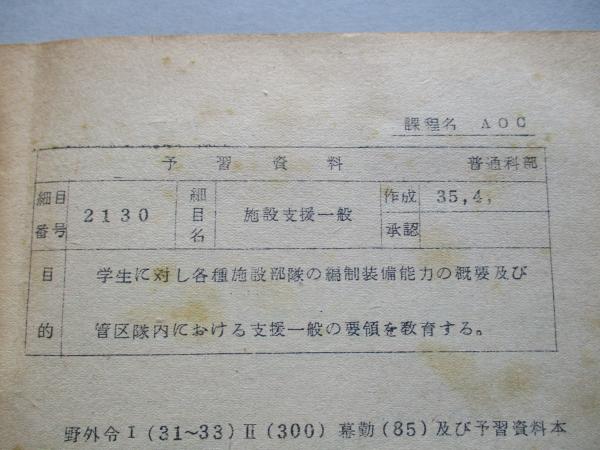 課程名 AOC
予習資料 普通科部
細目番号 2130 細目名 施設支援一般 作成 35,4,
承認
目的 学生に対し各種施設部隊の編制装備能力の概要及び
管区隊内における支援一般の要領を教育する。
野外令Ⅰ(31~33)Ⅱ(300)幕勤(85)及び予習資料本